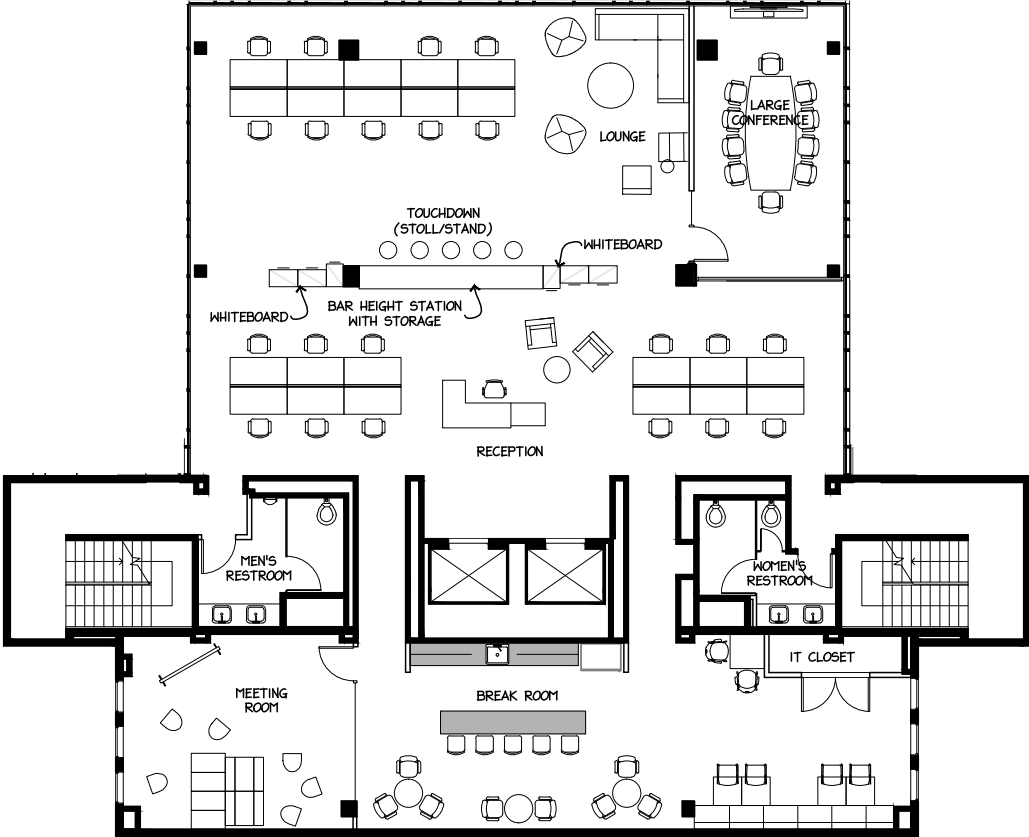 LARGE
CONFERENCE
LOUNGE
TOUCHDOWN
(STOLL/STAND)
WHITEBOARD
WHITEBOARD
BAR HEIGHT STATION
WITH STORAGE
RECEPTION
MEN'S
RESTROOM
WOMEN'S
RESTROOM
IT CLOSET
MEETING
ROOM
BREAK ROOM